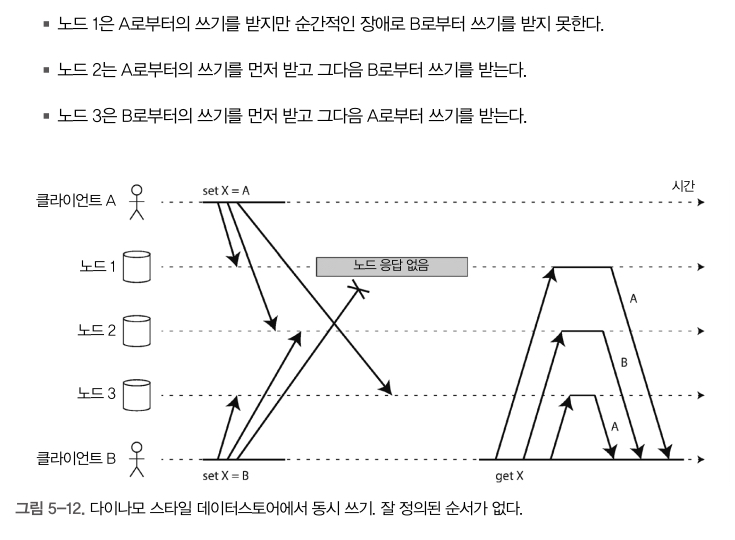 ▪ 노드 1은 A로부터의 쓰기를 받지만 순간적인 장애로 B로부터 쓰기를 받지 못한다.
▪ 노드 2는 A로부터의 쓰기를 먼저 받고 그다음 B로부터 쓰기를 받는다.
▪ 노드 3은 B로부터의 쓰기를 먼저 받고 그다음 A로부터 쓰기를 받는다.
시간
set X = A
클라이언트 A
노드 1
노드 응답 없음
A
노드 2
B
노드 3
A
클라이언트 B
set X = B
get X
그림 5-12. 다이나모 스타일 데이터스토어에서 동시 쓰기. 잘 정의된 순서가 없다.